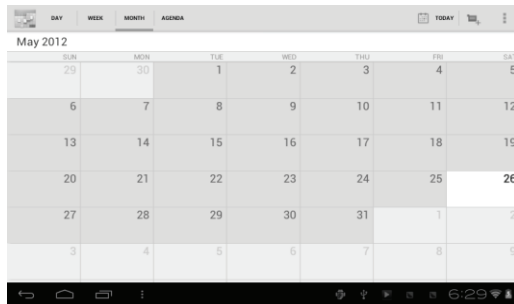 DAY WEEK MONTH AGENDA TODAY
May 2012
SUN MON TUE WED THU FRI SAT
29 30 1 2 3 4 5
6 7 8 9 10 11 12
13 14 15 16 17 18 19
20 21 22 23 24 25 26
27 28 29 30 31 1 2
3 4 5 6 7 8 9
6:29